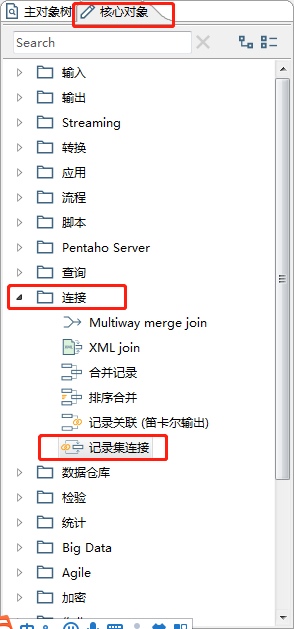 主对象树 核心对象
Search
输入
输出
Streaming
转换
应用
流程
脚本
Pentaho Server
查询
连接
Multiway merge join
XML join
合并记录
排序合并
记录关联 (笛卡尔输出)
记录集连接
数据仓库
检验
统计
Big Data
Agile
加密
中